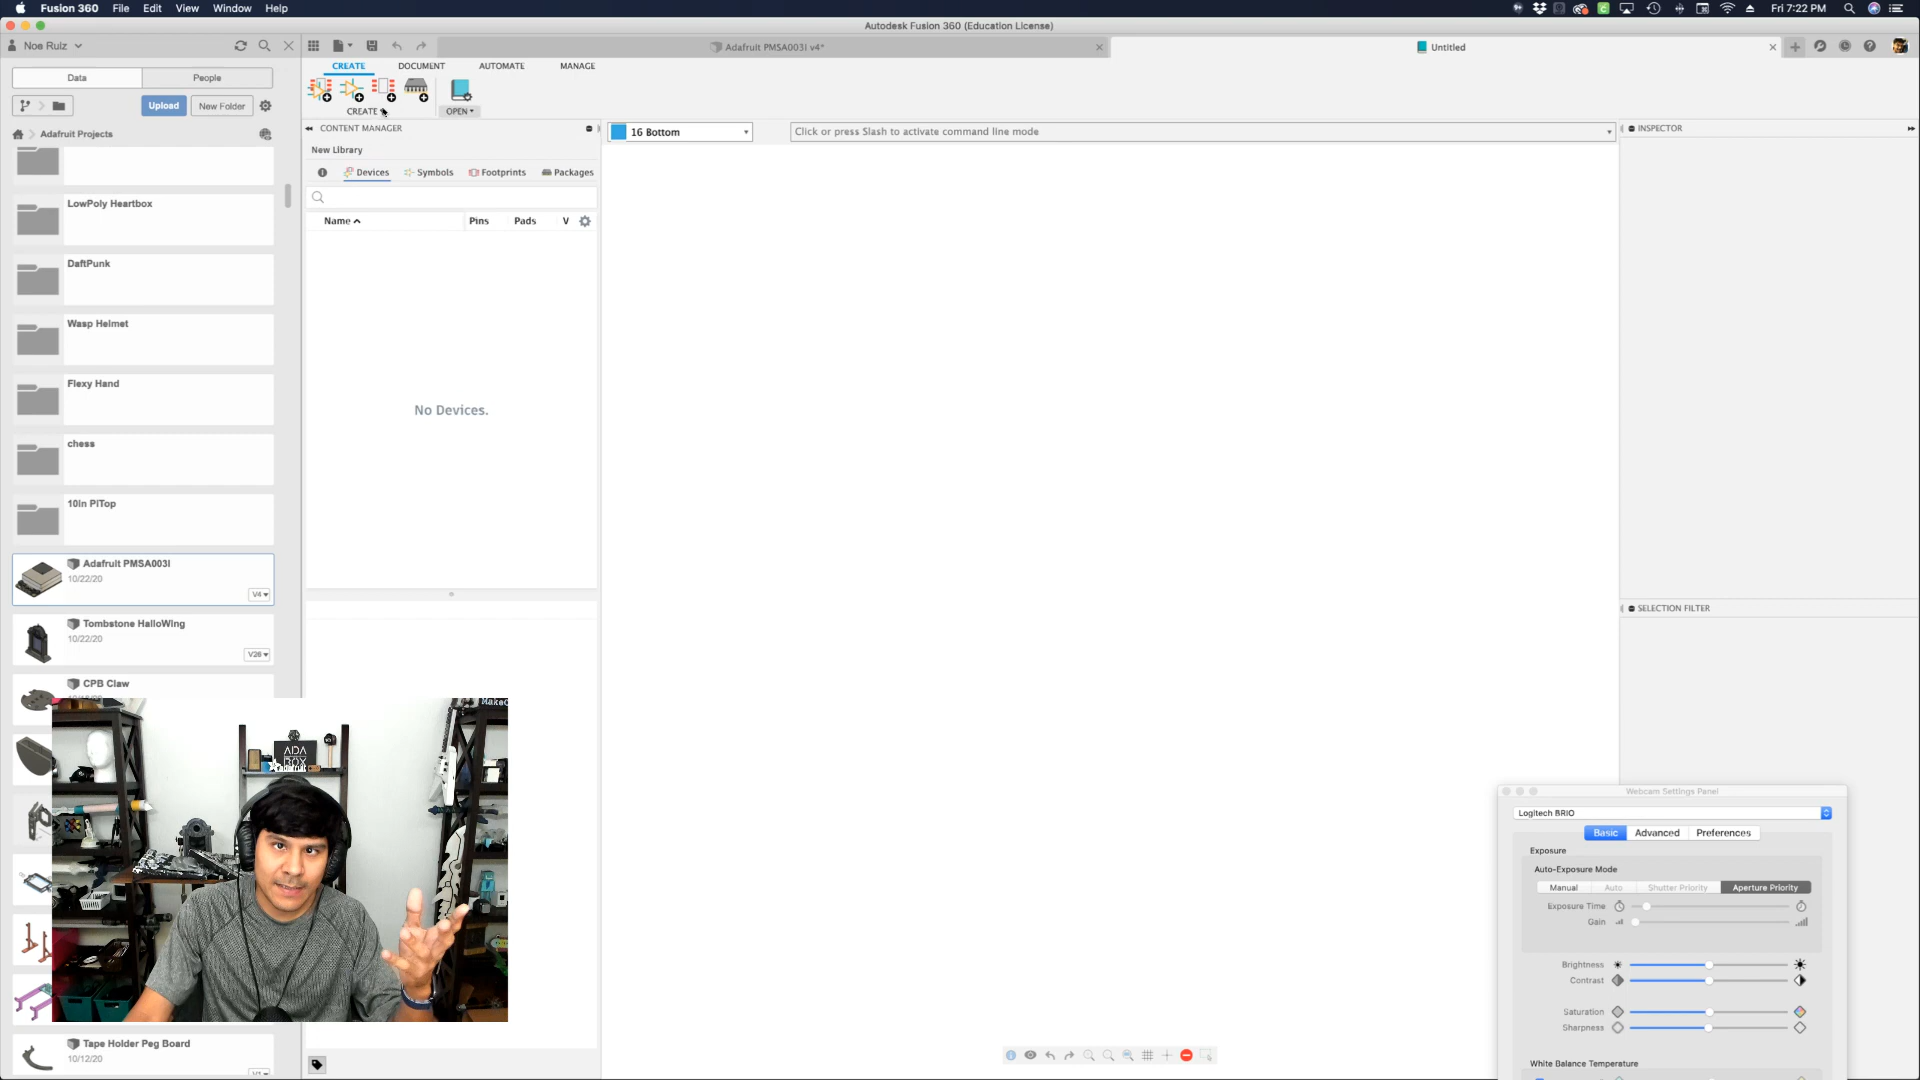 Fusion 360 File Edit View Window Help
Fri 7:22 PM
Autodesk Fusion 360 (Education License)
Noe Ruiz
Adafruit PMSA003I v4*
Untitled
Data People
CREATE DOCUMENT AUTOMATE MANAGE
Upload New Folder
CREATE OPEN
Adafruit Projects
CONTENT MANAGER
16 Bottom
Click or press Slash to activate command line mode
INSPECTOR
New Library
Devices Symbols Footprints Packages
Name Pins Pads V
LowPoly Heartbox
DaftPunk
Wasp Helmet
Flexy Hand
No Devices.
chess
10in PiTop
Adafruit PMSA003I
10/22/20
V4
SELECTION FILTER
Tombstone HalloWing
10/22/20
V26
CPB Claw
MakeC
ADA
BOX
Webcam Settings Panel
Logitech BRIO
Basic Advanced Preferences
Exposure
Auto-Exposure Mode
Manual Auto Shutter Priority Aperture Priority
Exposure Time
Gain
Brightness
Contrast
Saturation
Sharpness
Tape Holder Peg Board
10/12/20
White Balance Temperature